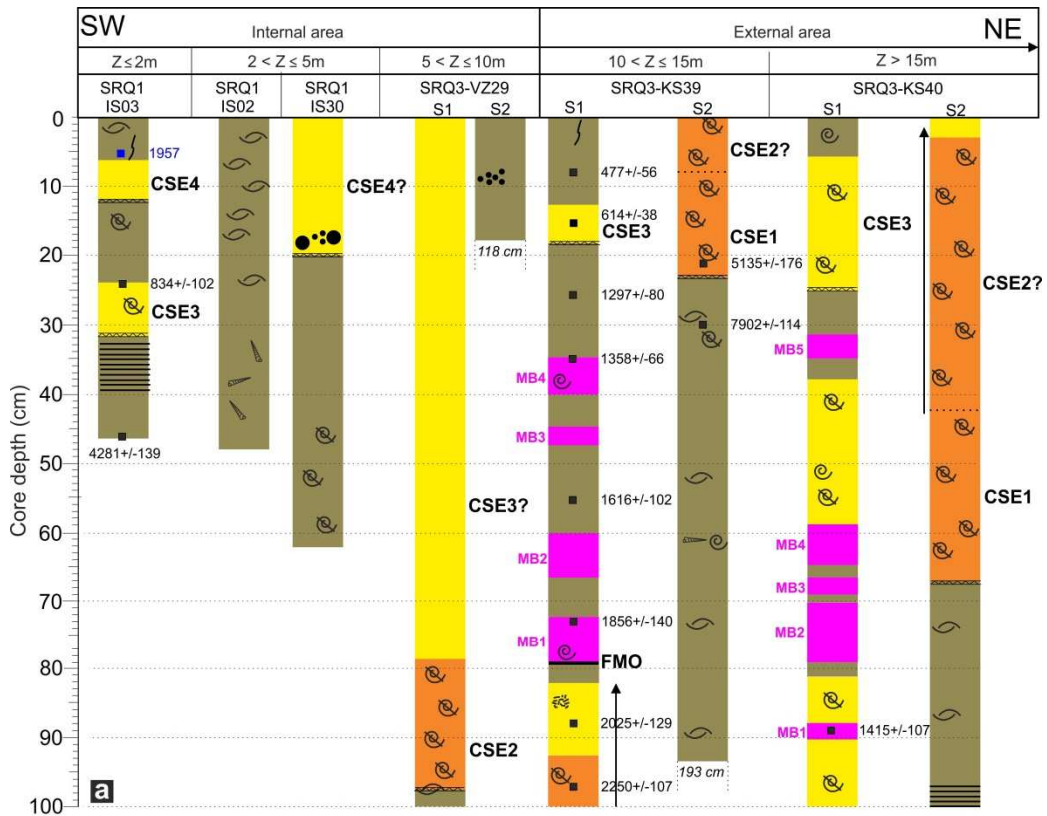 SW
NE
Internal area
External area
Z ≤ 2m
2 < Z ≤ 5m
5 < Z ≤ 10m
10 < Z ≤ 15m
Z > 15m
SRQ1
IS03
SRQ1
IS02
SRQ1
IS30
SRQ3-VZ29
S1
S2
SRQ3-KS39
S1
S2
SRQ3-KS40
S1
S2
Core depth (cm)
0
10
20
30
40
50
60
70
80
90
100
1957
CSE4
834+/-102
CSE3
4281+/-139
CSE4?
CSE3?
CSE2
118 cm
477+/-56
614+/-38
CSE3
1297+/-80
1358+/-66
MB4
MB3
1616+/-102
MB2
1856+/-140
MB1
FMO
2025+/-129
2250+/-107
CSE2?
CSE1
5135+/-176
7902+/-114
193 cm
MB5
MB4
MB3
MB2
MB1
1415+/-107
CSE3
CSE2?
CSE1
a